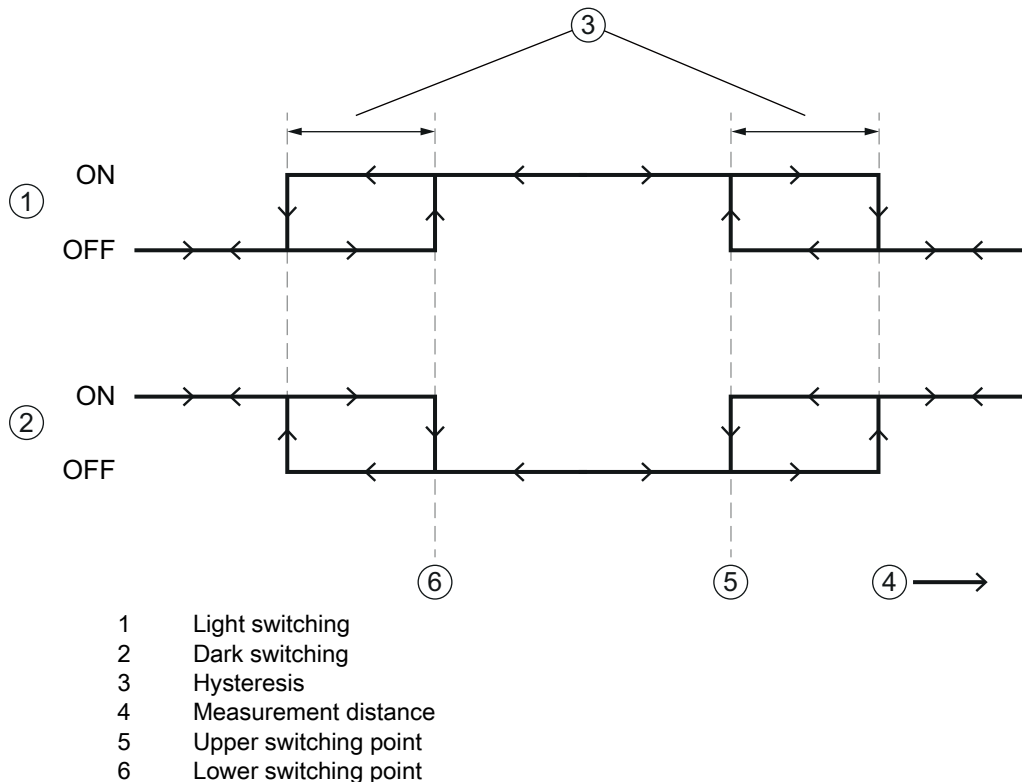 3
ON
1
OFF
ON
2
OFF
6 5 4
1 Light switching
2 Dark switching
3 Hysteresis
4 Measurement distance
5 Upper switching point
6 Lower switching point